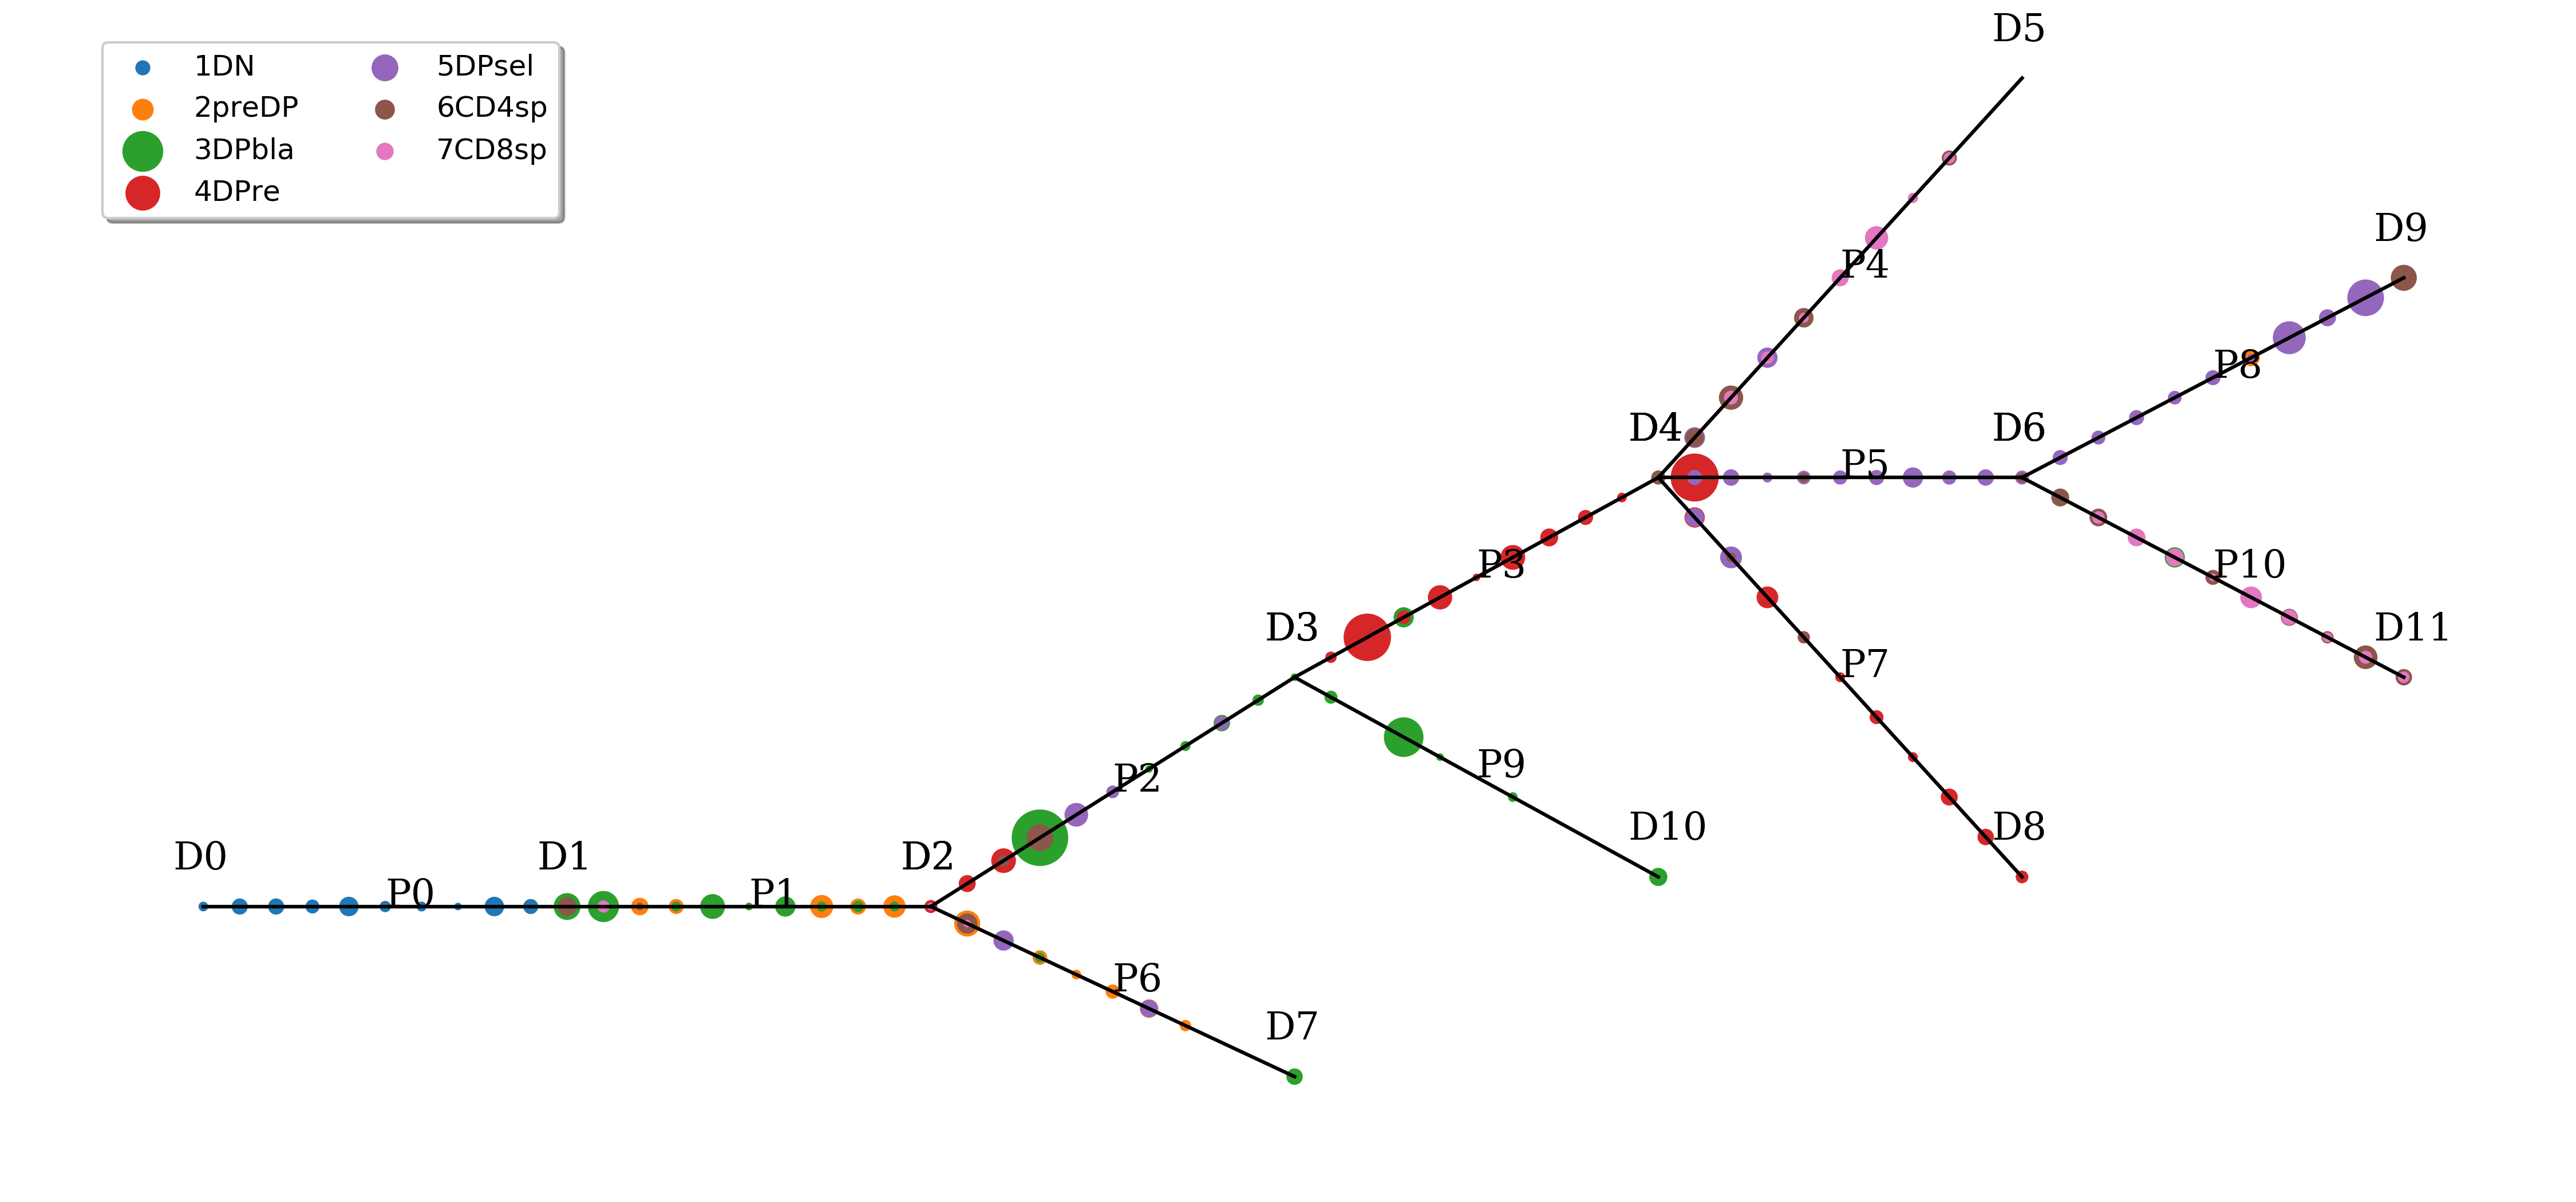 1DN
2preDP
3DPbla
4DPre
5DPsel
6CD4sp
7CD8sp
D5
D9
P4
P8
D4
D6
P5
P10
P3
D3
D11
P7
P9
P2
D10
D8
D0
D1
D2
P0
P1
P6
D7